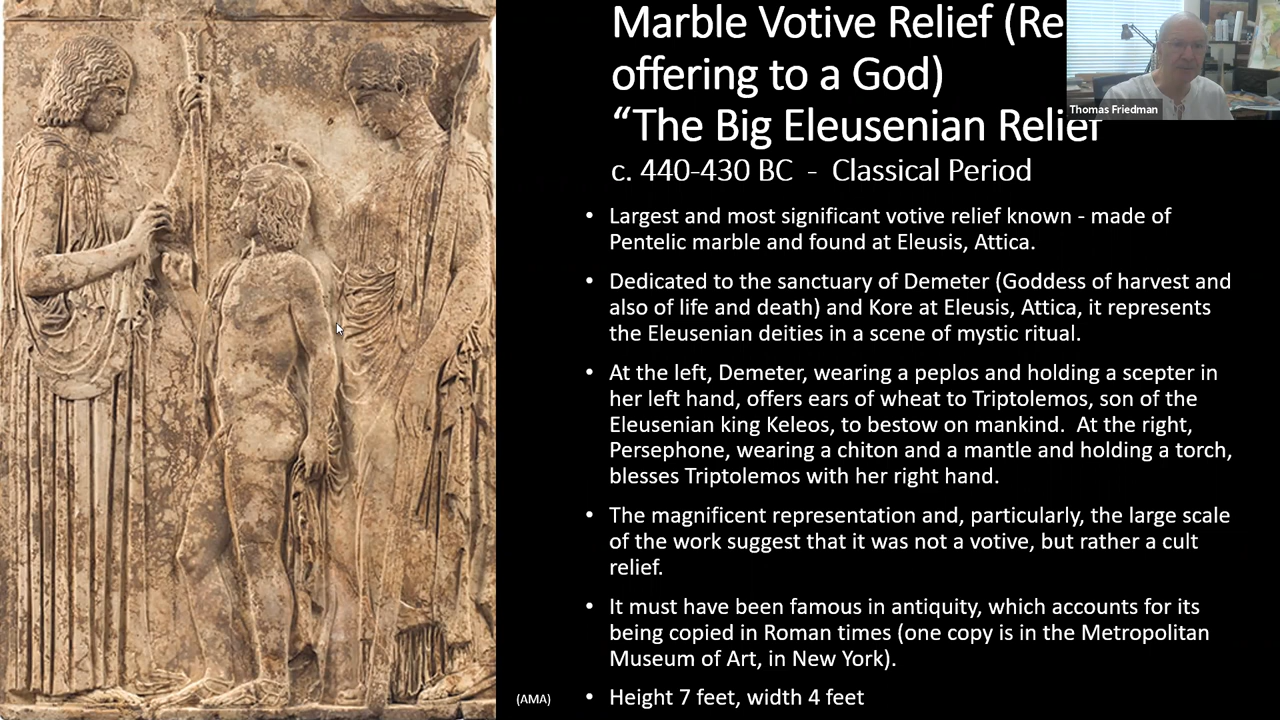 Marble Votive Relief (Re
offering to a God)
“The Big Eleusenian Relief
c. 440-430 BC - Classical Period
• Largest and most significant votive relief known - made of
Pentelic marble and found at Eleusis, Attica.
• Dedicated to the sanctuary of Demeter (Goddess of harvest and
also of life and death) and Kore at Eleusis, Attica, it represents
the Eleusenian deities in a scene of mystic ritual.
• At the left, Demeter, wearing a peplos and holding a scepter in
her left hand, offers ears of wheat to Triptolemos, son of the
Eleusenian king Keleos, to bestow on mankind. At the right,
Persephone, wearing a chiton and a mantle and holding a torch,
blesses Triptolemos with her right hand.
• The magnificent representation and, particularly, the large scale
of the work suggest that it was not a votive, but rather a cult
relief.
• It must have been famous in antiquity, which accounts for its
being copied in Roman times (one copy is in the Metropolitan
Museum of Art, in New York).
• Height 7 feet, width 4 feet
(AMA)
Thomas Friedman